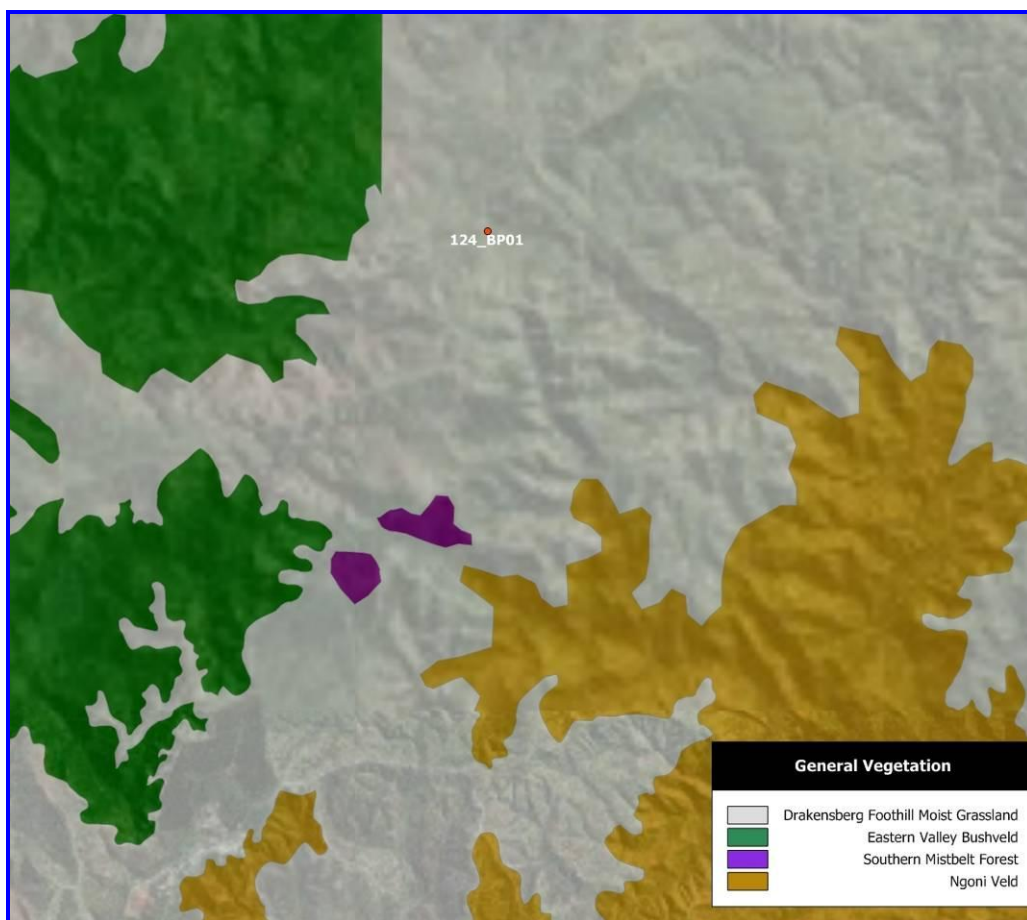 124_BP01
General Vegetation
Drakensberg Foothill Moist Grassland
Eastern Valley Bushveld
Southern Mistbelt Forest
Ngoni Veld